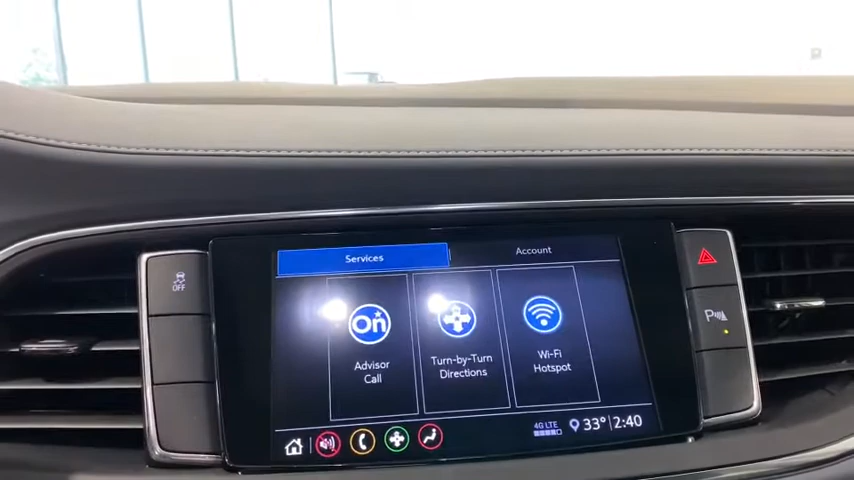 Services
Account
OFF
On
Advisor
Call
Turn-by-Turn
Directions
Wi-Fi
Hotspot
4G LTE
33°
2:40